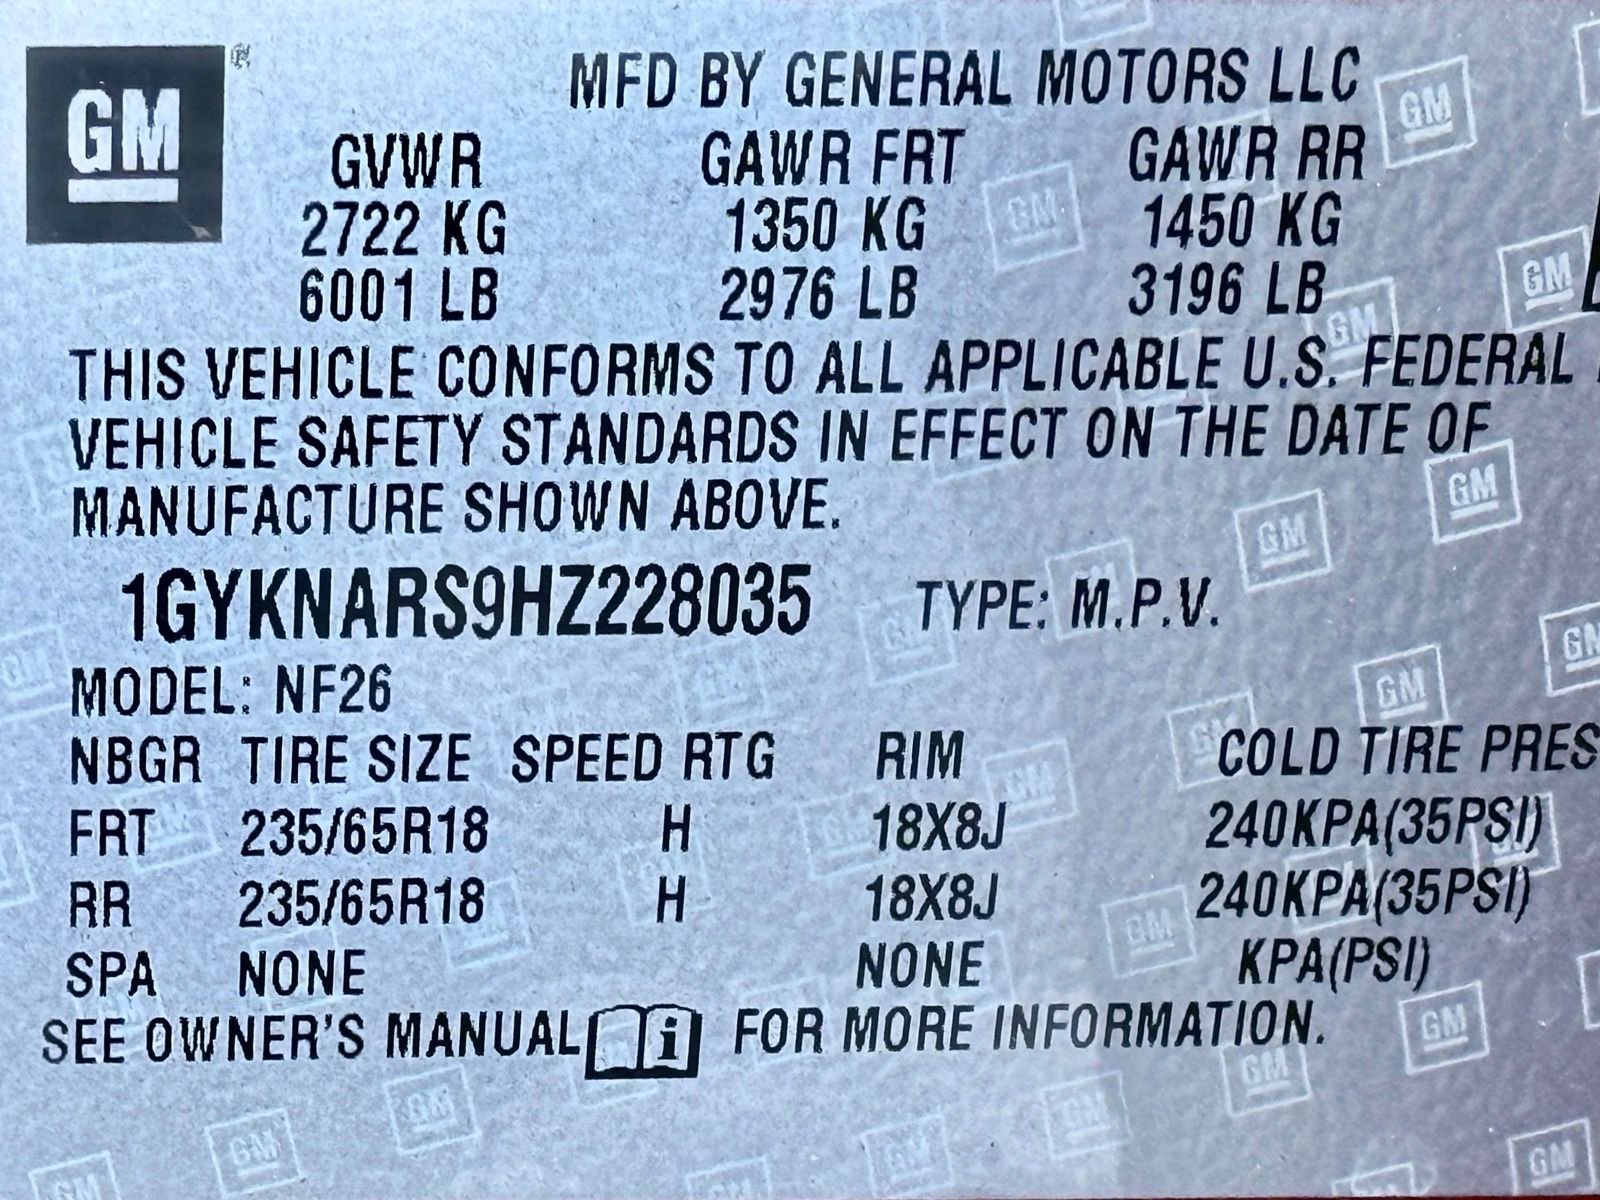 GM
MFD BY GENERAL MOTORS LLC
GVWR GAWR FRT GAWR RR
2722 KG 1350 KG 1450 KG
6001 LB 2976 LB 3196 LB
THIS VEHICLE CONFORMS TO ALL APPLICABLE U.S. FEDERAL
VEHICLE SAFETY STANDARDS IN EFFECT ON THE DATE OF
MANUFACTURE SHOWN ABOVE.
1GYKNARS9HZ228035 TYPE: M.P.V.
MODEL: NF26
NBGR TIRE SIZE SPEED RTG RIM COLD TIRE PRES
FRT 235/65R18 H 18X8J 240KPA(35PSI)
RR 235/65R18 H 18X8J 240KPA(35PSI)
SPA NONE NONE KPA(PSI)
SEE OWNER'S MANUAL i FOR MORE INFORMATION.